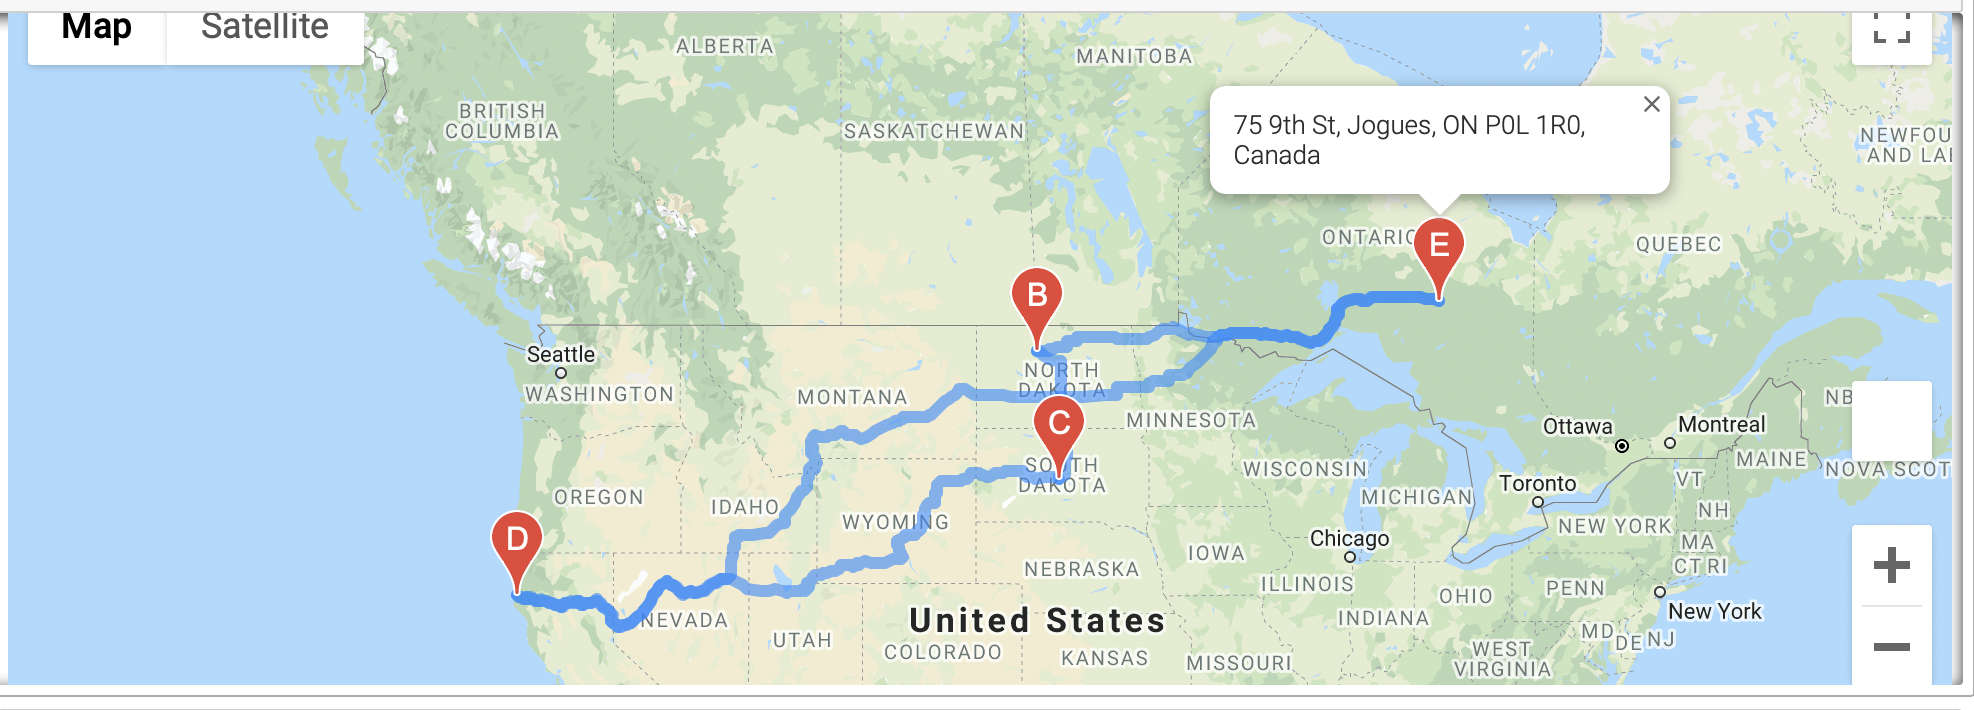 Map
Satellite
ALBERTA
MANITOBA
BRITISH
COLUMBIA
SASKATCHEWAN
75 9th St, Jogues, ON P0L 1R0,
Canada
NEWFOU
AND LA
ONTARIO
E
QUEBEC
B
Seattle
WASHINGTON
NORTH
DAKOTA
MONTANA
C
MINNESOTA
NB
Ottawa
Montreal
MAINE
NOVA SCOT
OREGON
IDAHO
SOUTH
DAKOTA
WISCONSIN
MICHIGAN
Toronto
VT
NH
WYOMING
NEW YORK
D
Chicago
MA
CT RI
IOWA
NEBRASKA
ILLINOIS
OHIO
PENN
New York
NEVADA
United States
INDIANA
MD
DE
NJ
UTAH
COLORADO
KANSAS
MISSOURI
WEST
VIRGINIA